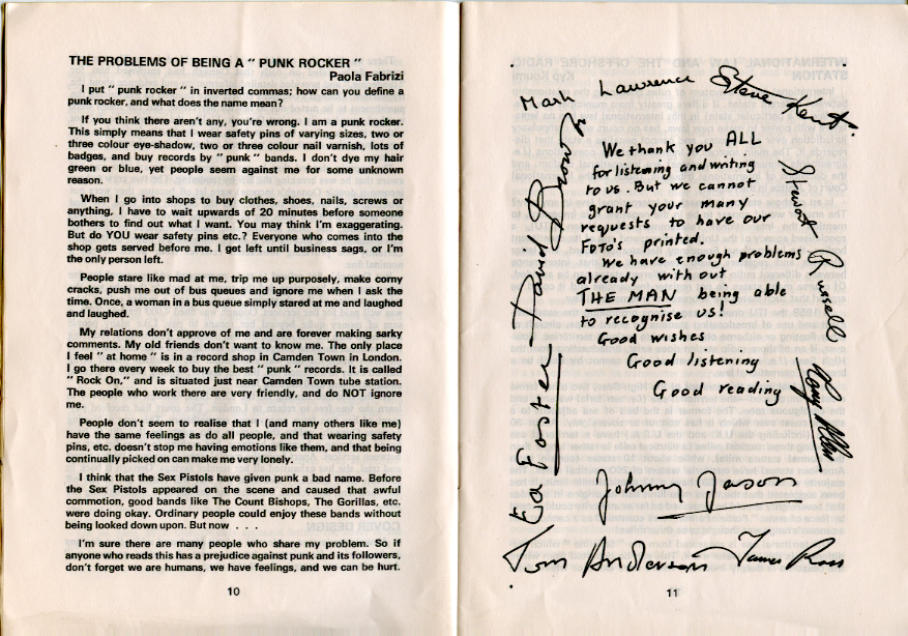 THE PROBLEMS OF BEING A " PUNK ROCKER "
Paola Fabrizi
I put " punk rocker " in inverted commas; how can you define a
punk rocker, and what does the name mean?
If you think there aren't any, you're wrong. I am a punk rocker.
This simply means that I wear safety pins of varying sizes, two or
three colour eye-shadow, two or three colour nail varnish, lots of
badges, and buy records by " punk " bands. I don't dye my hair
green or blue, yet people seem against me for some unknown
reason.
When I go into shops to buy clothes, shoes, nails, screws or
anything, I have to wait upwards of 20 minutes before someone
bothers to find out what I want. You may think I'm exaggerating.
But do YOU wear safety pins etc.? Everyone who comes into the
shop gets served before me. I get left until business sags, or I'm
the only person left.
People stare like mad at me, trip me up purposely, make corny
cracks, push me out of bus queues and ignore me when I ask the
time. Once, a woman in a bus queue simply stared at me and laughed
and laughed.
My relations don't approve of me and are forever making sarky
comments. My old friends don't want to know me. The only place
I feel " at home " is in a record shop in Camden Town in London.
I go there every week to buy the best " punk " records. It is called
" Rock On," and is situated just near Camden Town tube station.
The people who work there are very friendly, and do NOT ignore
me.
People don't seem to realise that I (and many others like me)
have the same feelings as do all people, and that wearing safety
pins, etc. doesn't stop me having emotions like them, and that being
continually picked on can make me very lonely.
I think that the Sex Pistols have given punk a bad name. Before
the Sex Pistols appeared on the scene and caused that awful
commotion, good bands like The Count Bishops, The Gorillas, etc.
were doing okay. Ordinary people could enjoy these bands without
being looked down upon. But now . . .
I'm sure there are many people who share my problem. So if
anyone who reads this has a prejudice against punk and its followers,
don't forget we are humans, we have feelings, and we can be hurt.
10
Mark Lawrence
Steve Kent.
Stewart Russell
Tony Allan
We thank you ALL
for listening and writing
to us. But we cannot
grant your many
requests to have our
FOTO's printed.
We have enough problems
already with out
THE MAN being able
to recognise us!
Good wishes
Good listening
Good reading
David Brown
Foster
Johnny Jason
Tom Anderson
James Ross
11